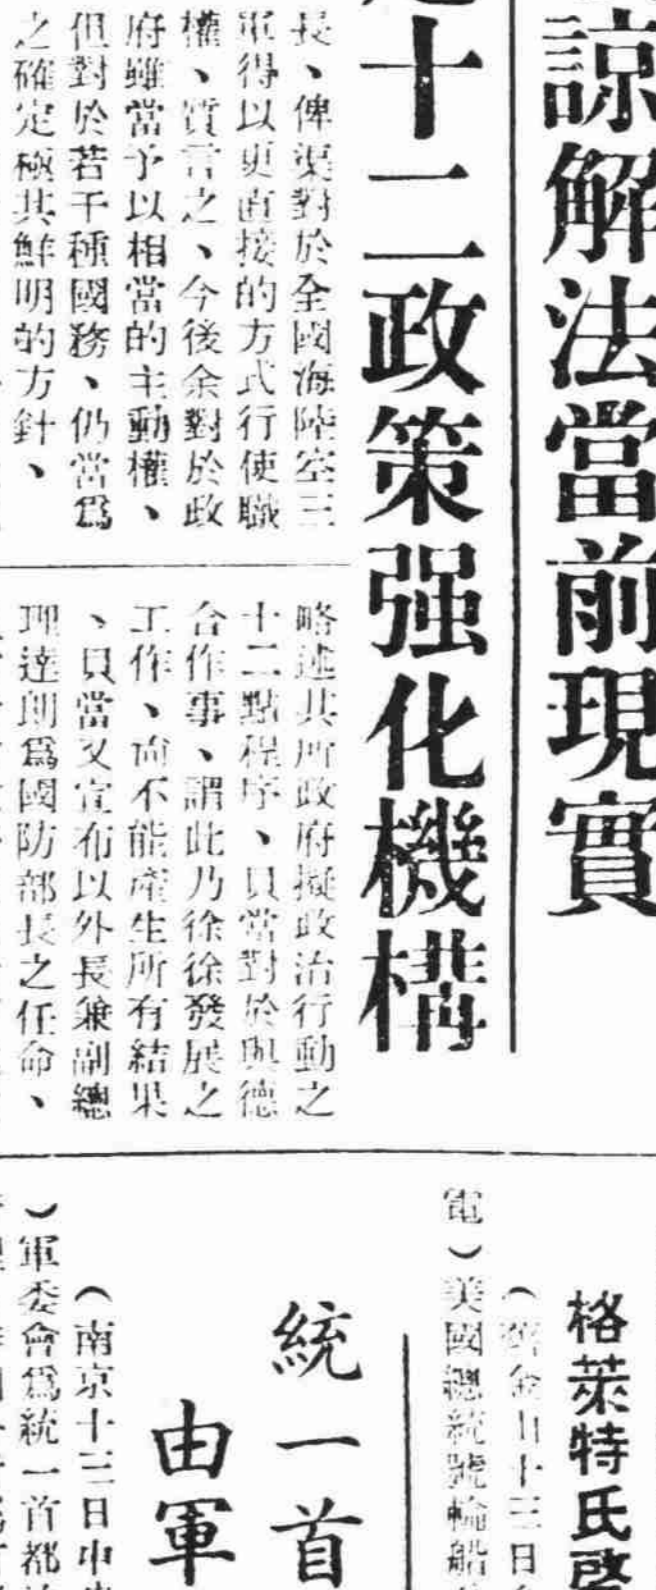 諒解法當前現實
十二政策强化機構
長、俾渠對於全國海陸空三
軍得以更直接的方式行使職
權、質言之、今後余對於政
府雖當予以相當的主動權、
但對於若干種國務、仍當爲
之確定極其鮮明的方針、
略述其所政府擬政治行動之
十二點程序、貝當對於與德
合作事、謂此乃徐徐發展之
工作、而不能產生所有結果
、貝當又宣布以外長兼副總
理達朗爲國防部長之任命、
格萊特氏啓
（舊金山十三日
電）美國總統號輪船
統一首
由軍
（南京十三日中
）軍委會爲統一首都